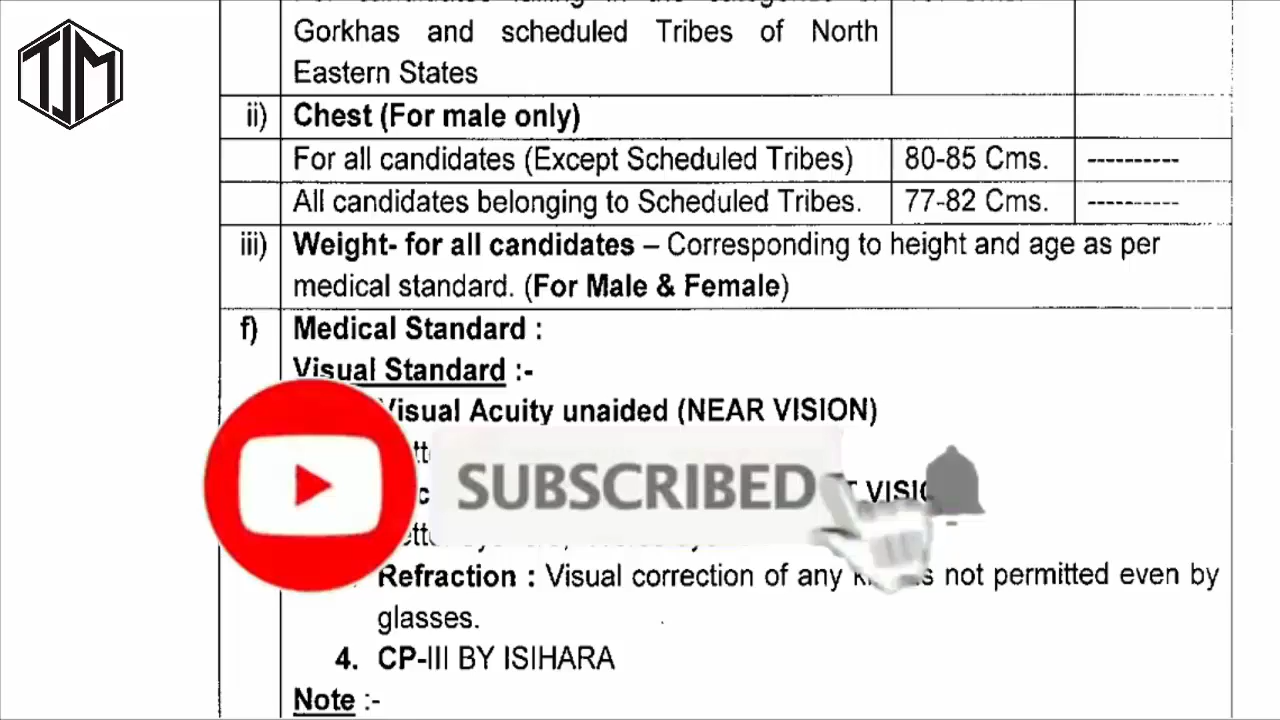 TJM
Gorkhas and scheduled Tribes of North
Eastern States
ii) Chest (For male only)
For all candidates (Except Scheduled Tribes) 80-85 Cms. ----------
All candidates belonging to Scheduled Tribes. 77-82 Cms. ----------
iii) Weight- for all candidates – Corresponding to height and age as per
medical standard. (For Male & Female)
f) Medical Standard :
Visual Standard :-
Visual Acuity unaided (NEAR VISION)
SUBSCRIBED
Refraction : Visual correction of any not permitted even by
glasses.
4. CP-III BY ISIHARA
Note :-